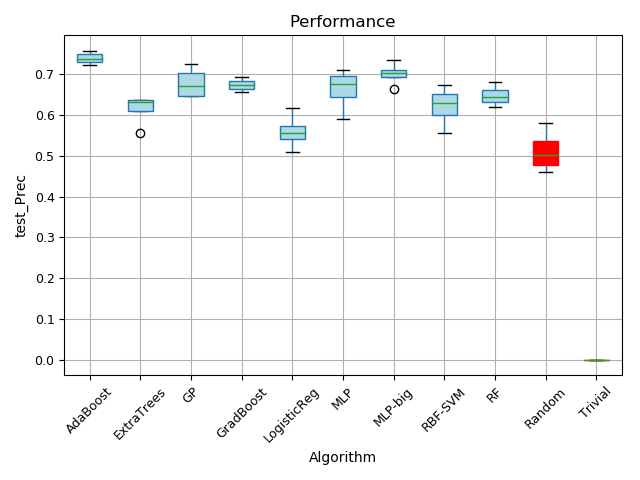 Performance
test_Prec
0.7
0.6
0.5
0.4
0.3
0.2
0.1
0.0
AdaBoost
ExtraTrees
GP
GradBoost
LogisticReg
MLP
MLP-big
RBF-SVM
RF
Random
Trivial
Algorithm